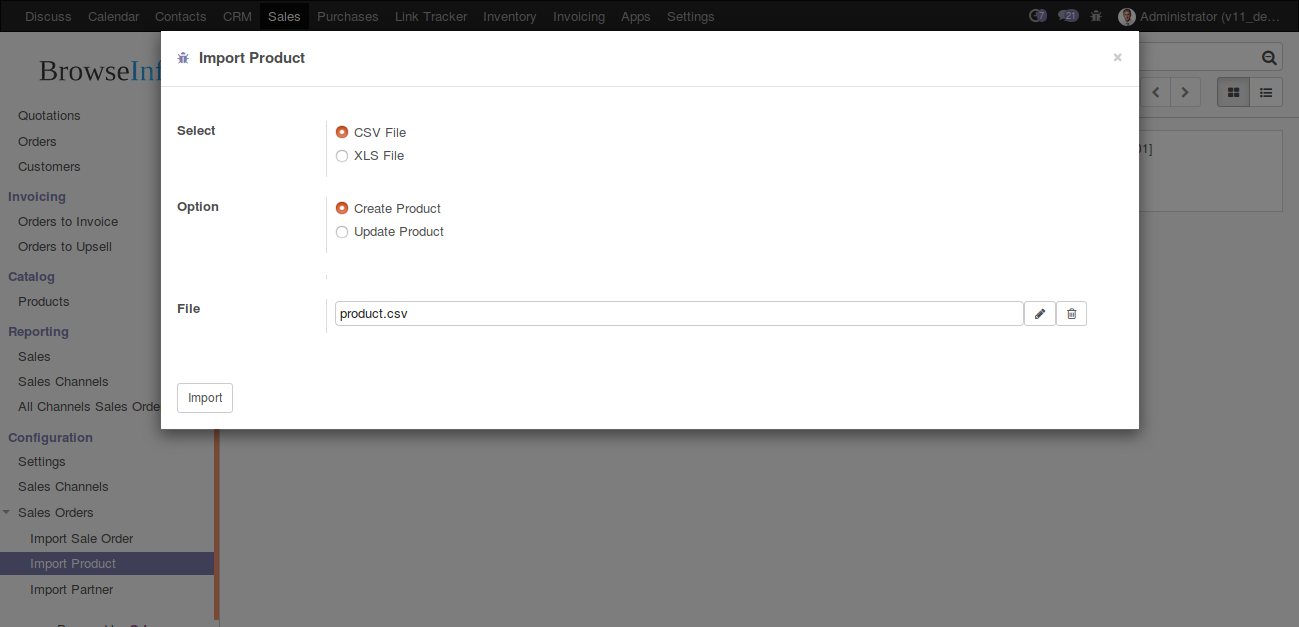 Discuss Calendar Contacts CRM Sales Purchases Link Tracker Inventory Invoicing Apps Settings 7 21 Administrator (v11_de...
Import Product ×
BrowseInf
Quotations
Orders
Customers
Invoicing
Orders to Invoice
Orders to Upsell
Catalog
Products
Reporting
Sales
Sales Channels
All Channels Sales Orde
Configuration
Settings
Sales Channels
Sales Orders
Import Sale Order
Import Product
Import Partner
Select
CSV File
XLS File
Option
Create Product
Update Product
File
product.csv
Import
01]